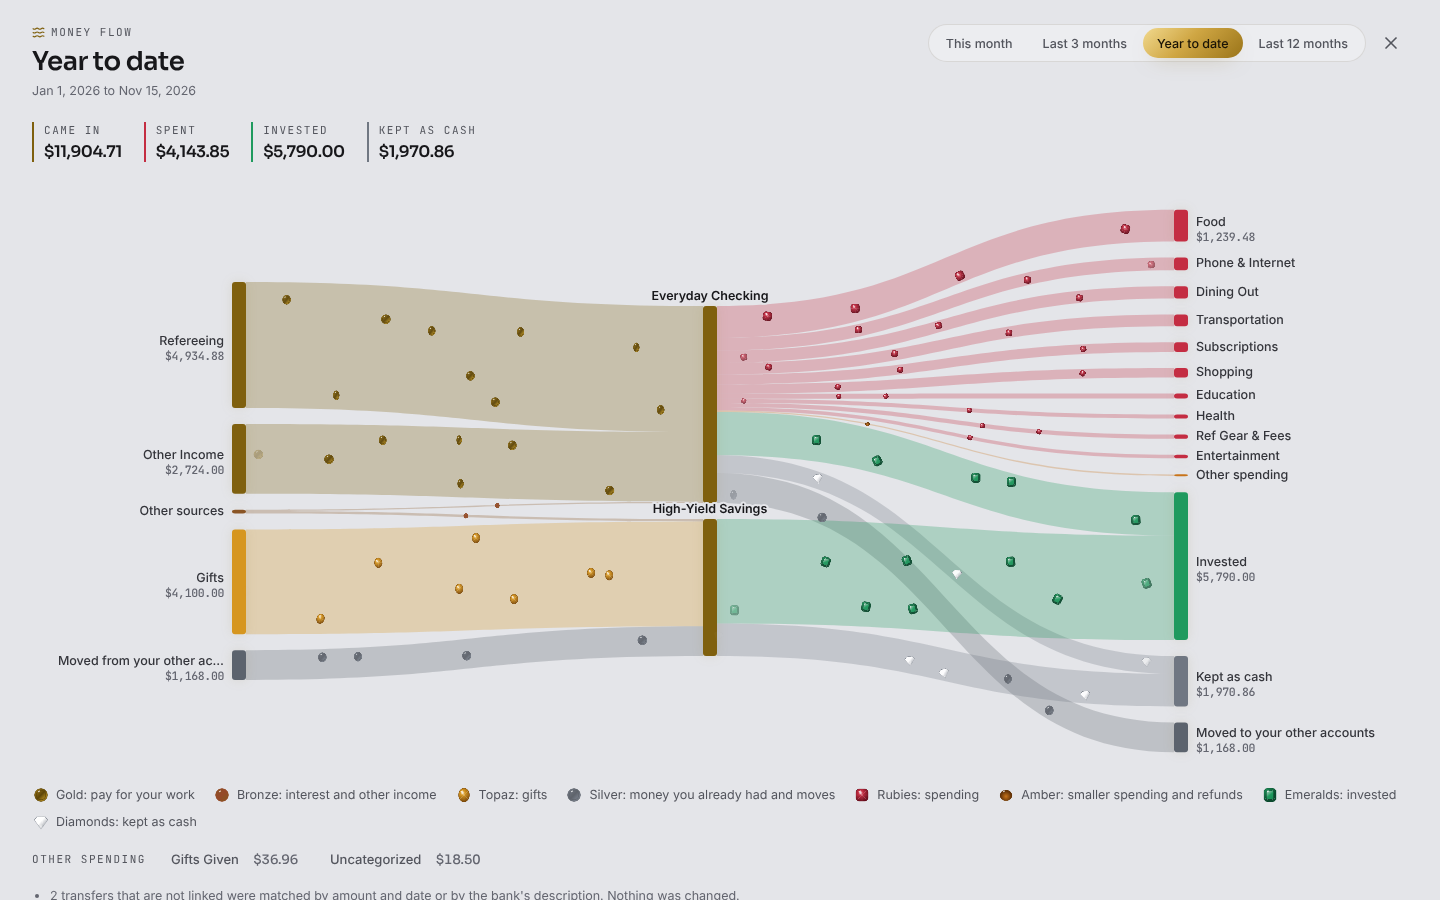 MONEY FLOW
Year to date
Jan 1, 2026 to Nov 15, 2026
This month
Last 3 months
Year to date
Last 12 months
CAME IN
$11,904.71
SPENT
$4,143.85
INVESTED
$5,790.00
KEPT AS CASH
$1,970.86
Refereeing
$4,934.88
Other Income
$2,724.00
Other sources
Gifts
$4,100.00
Moved from your other ac...
$1,168.00
Everyday Checking
High-Yield Savings
Food
$1,239.48
Phone & Internet
Dining Out
Transportation
Subscriptions
Shopping
Education
Health
Ref Gear & Fees
Entertainment
Other spending
Invested
$5,790.00
Kept as cash
$1,970.86
Moved to your other accounts
$1,168.00
Gold: pay for your work
Bronze: interest and other income
Topaz: gifts
Silver: money you already had and moves
Rubies: spending
Amber: smaller spending and refunds
Emeralds: invested
Diamonds: kept as cash
OTHER SPENDING
Gifts Given $36.96
Uncategorized $18.50
• 2 transfers that are not linked were matched by amount and date or by the bank's description. Nothing was changed.